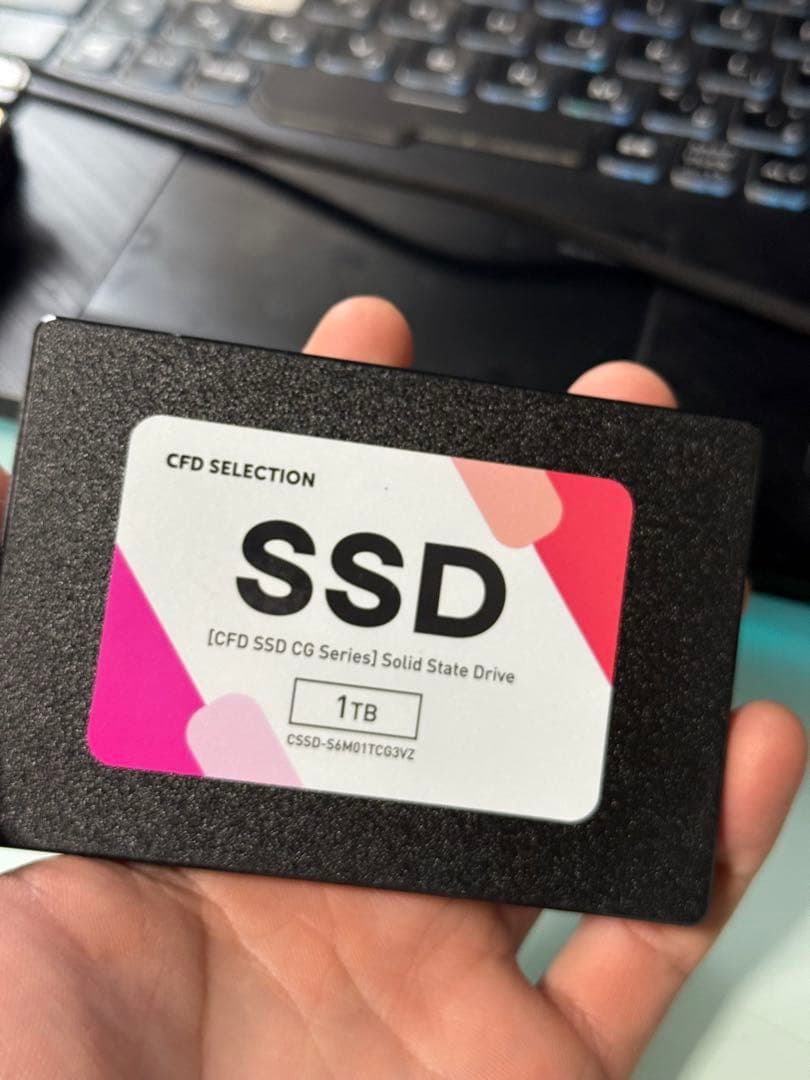 CFD SELECTION
SSD
[CFD SSD CG Series] Solid State Drive
1TB
CSSD-S6M01TCG3VZ